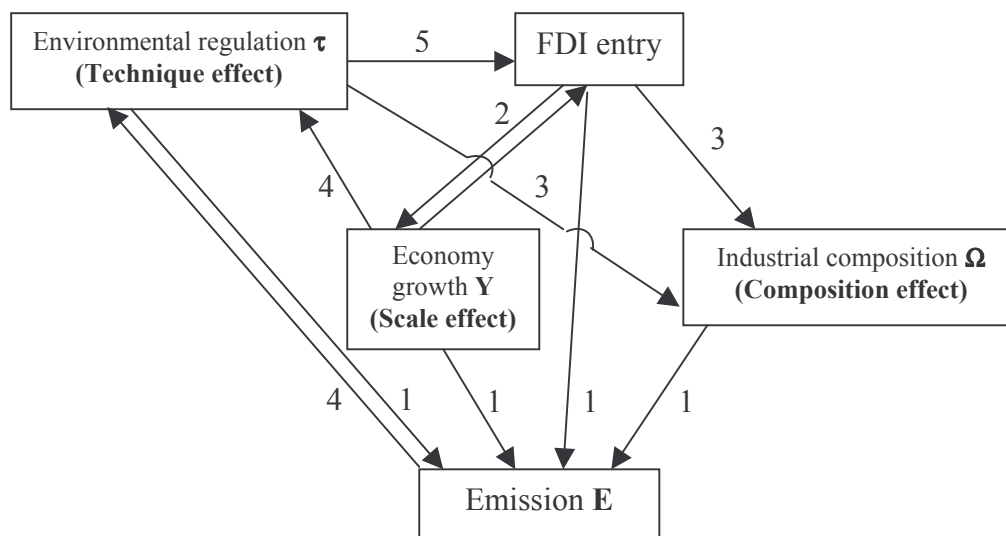 Environmental regulation τ
(Technique effect)
5
FDI entry
2
3
4
3
Economy
growth Y
(Scale effect)
Industrial composition Ω
(Composition effect)
4
1
1
1
1
Emission E